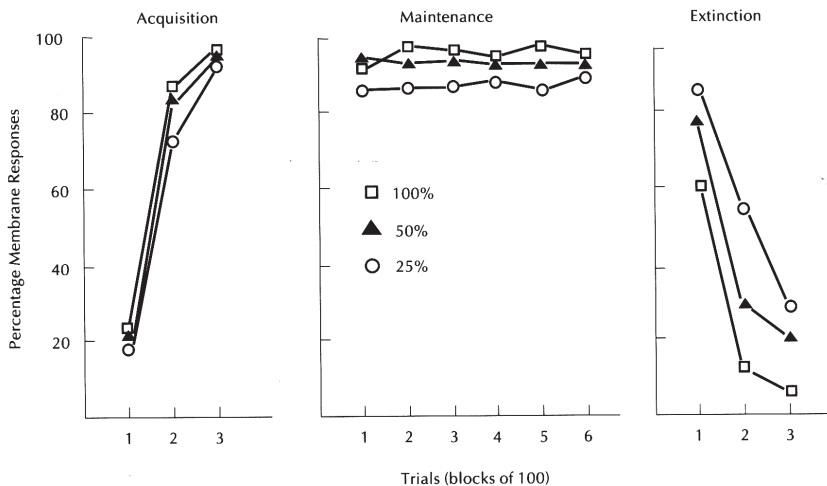 Acquisition
Maintenance
Extinction
Percentage Membrane Responses
100
80
60
40
20
100%
50%
25%
1 2 3
1 2 3 4 5 6
1 2 3
Trials (blocks of 100)